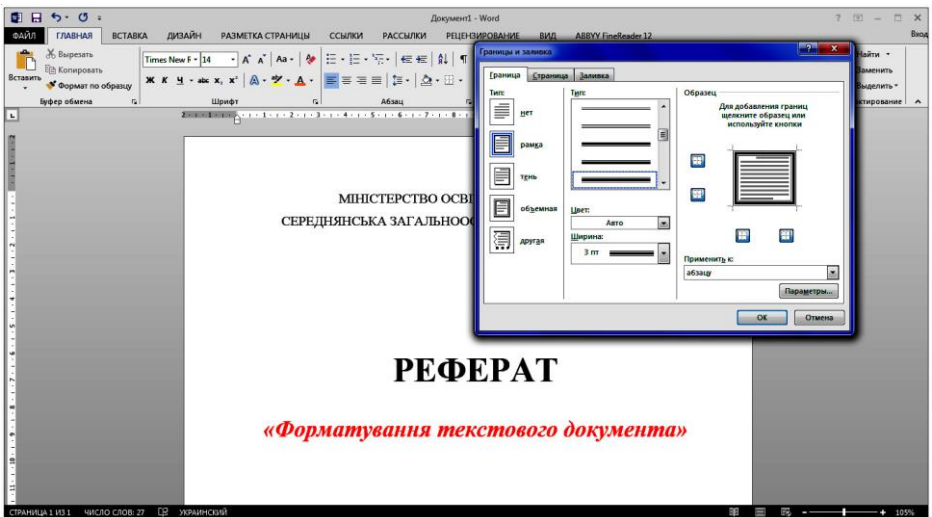 Документ1 - Word
ФАЙЛ ГЛАВНАЯ ВСТАВКА ДИЗАЙН РАЗМЕТКА СТРАНИЦЫ ССЫЛКИ РАССЫЛКИ РЕЦЕНЗИРОВАНИЕ ВИД ABBYY FineReader 12 Вход
Вставить
Вырезать
Копировать
Формат по образцу
Буфер обмена
Times New F 14
Ж К Ч abc x, x²
Шрифт
Абзац
Найти
Заменить
Выделить
МІНІСТЕРСТВО ОСВІ
СЕРЕДНЯНСЬКА ЗАГАЛЬНООС
РЕФЕРАТ
«Форматування текстового документа»
Границы и заливка
Граница Страница Заливка
Тип:
нет
рамка
тень
объемная
другая
Тип:
Цвет:
Авто
Ширина:
3 пт
Образец
Для добавления границ
щелкните образец или
используйте кнопки
Применить к:
абзацу
Параметры...
ОК Отмена
СТРАНИЦА 1 ИЗ 1 ЧИСЛО СЛОВ: 27 УКРАИНСКИЙ 105%